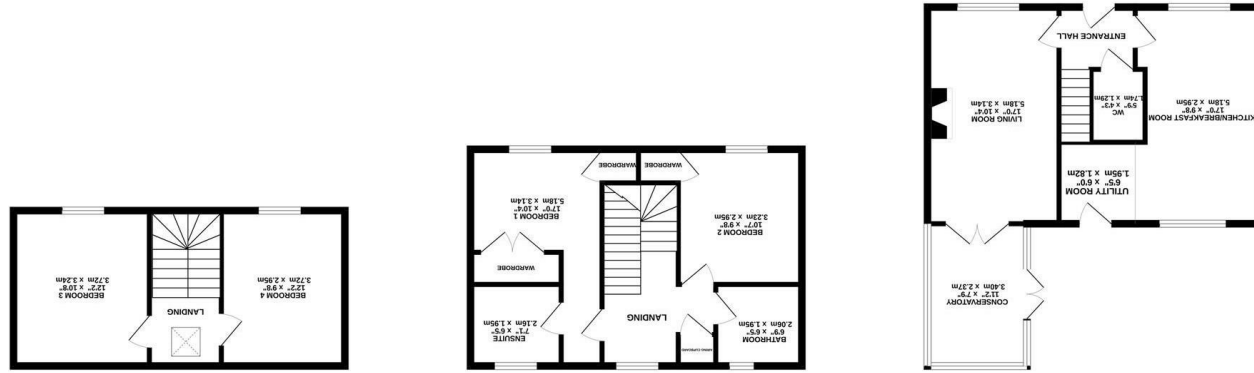 CONSERVATORY
11'2" x 7'9"
3.40m x 2.37m
UTILITY ROOM
6'5" x 6'0"
1.95m x 1.82m
KITCHEN/BREAKFAST ROOM
17'0" x 9'8"
5.18m x 2.95m
WC
5'9" x 4'3"
1.74m x 1.29m
LIVING ROOM
17'0" x 10'4"
5.18m x 3.14m
ENTRANCE HALL
BATHROOM
6'9" x 6'5"
2.06m x 1.95m
AIRING CUPBOARD
LANDING
ENSUITE
7'1" x 6'5"
2.16m x 1.95m
WARDROBE
BEDROOM 2
10'7" x 9'8"
3.23m x 2.95m
BEDROOM 1
17'0" x 10'4"
5.18m x 3.14m
WARDROBE
WARDROBE
LANDING
BEDROOM 4
12'2" x 9'8"
3.72m x 2.95m
BEDROOM 3
12'2" x 10'8"
3.72m x 3.24m